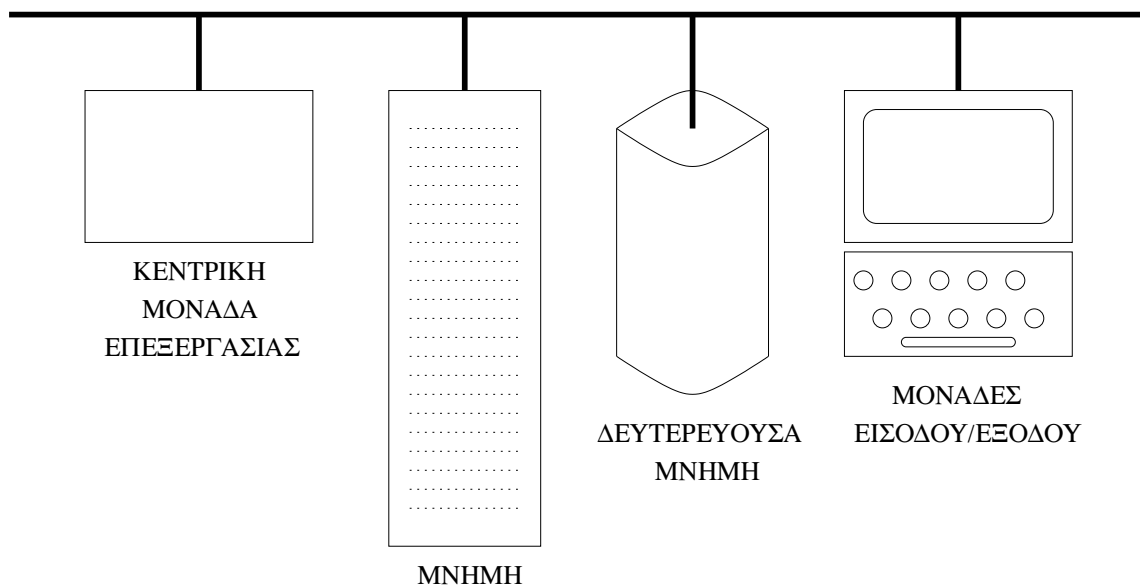 ΚΕΝΤΡΙΚΗ
ΜΟΝΑΔΑ
ΕΠΕΞΕΡΓΑΣΙΑΣ
ΜΝΗΜΗ
ΔΕΥΤΕΡΕΥΟΥΣΑ
ΜΝΗΜΗ
ΜΟΝΑΔΕΣ
ΕΙΣΟΔΟΥ/ΕΞΟΔΟΥ